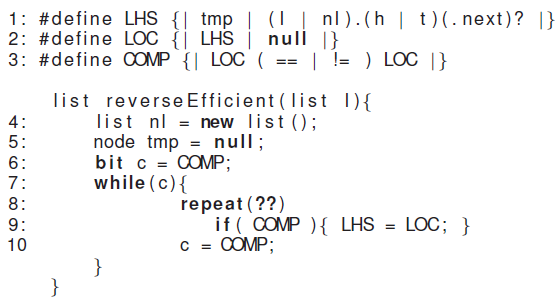 1: #define LHS {| tmp | (l | nl).(h | t)(.next)? |}
2: #define LOC {| LHS | null |}
3: #define COMP {| LOC ( == | != ) LOC |}
list reverseEfficient(list l){
4: list nl = new list();
5: node tmp = null;
6: bit c = COMP;
7: while(c){
8: repeat(??)
9: if( COMP ){ LHS = LOC; }
10 c = COMP;
}
}